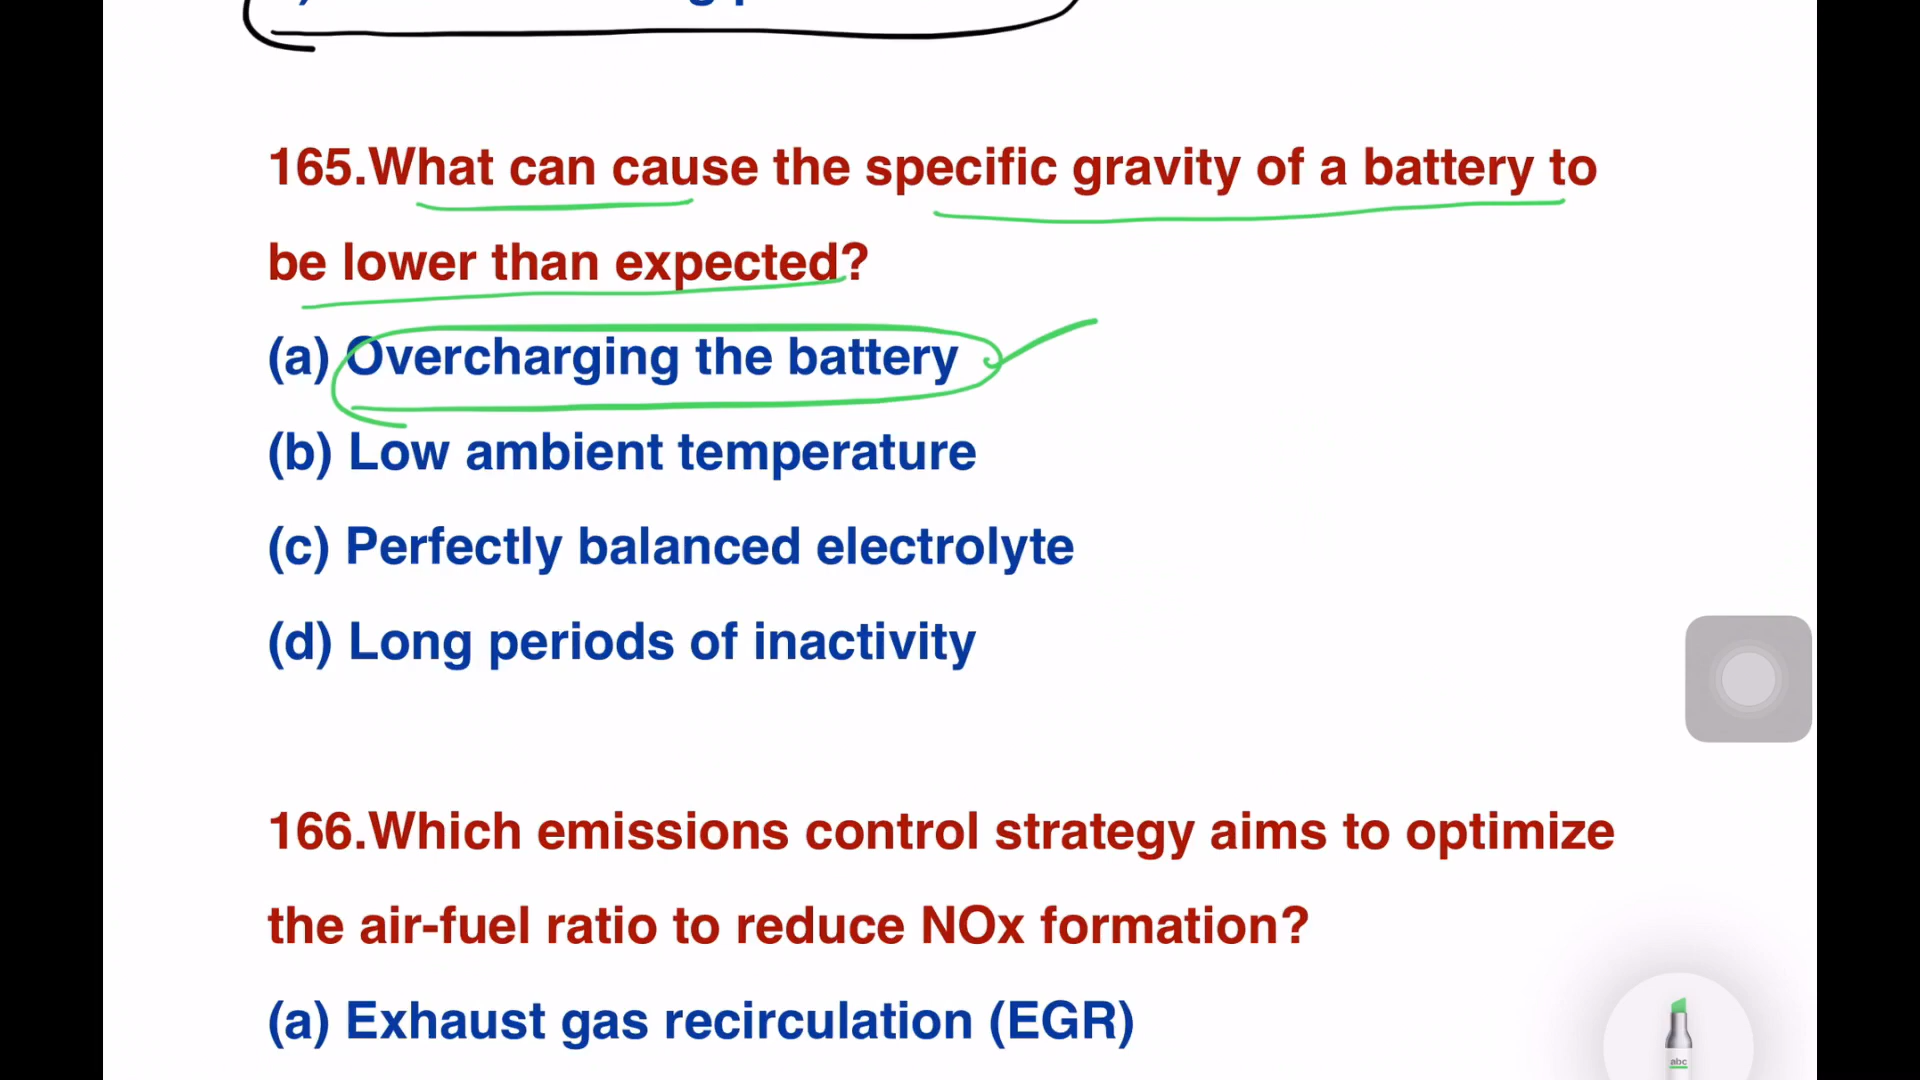 165.What can cause the specific gravity of a battery to
be lower than expected?
(a) Overcharging the battery
(b) Low ambient temperature
(c) Perfectly balanced electrolyte
(d) Long periods of inactivity
166.Which emissions control strategy aims to optimize
the air-fuel ratio to reduce NOx formation?
(a) Exhaust gas recirculation (EGR)
abc